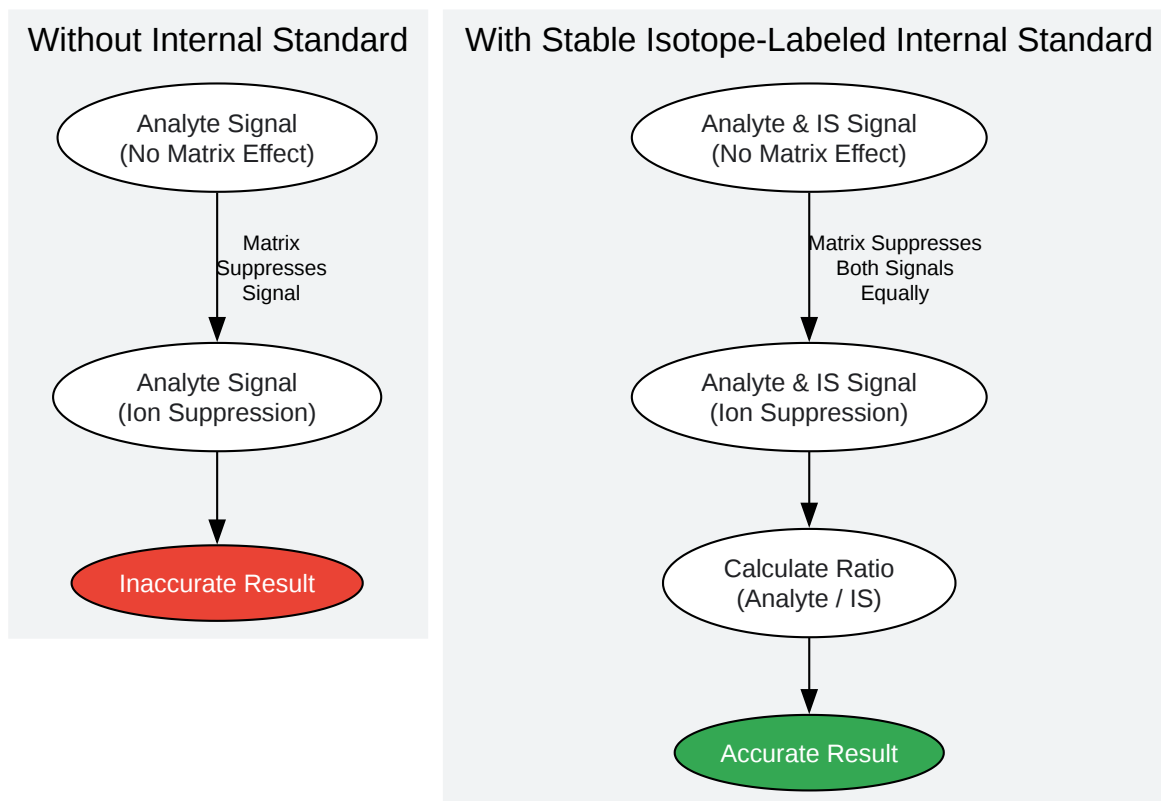 Without Internal Standard
Analyte Signal
(No Matrix Effect)
Matrix
Suppresses
Signal
Analyte Signal
(Ion Suppression)
Inaccurate Result
With Stable Isotope-Labeled Internal Standard
Analyte & IS Signal
(No Matrix Effect)
Matrix Suppresses
Both Signals
Equally
Analyte & IS Signal
(Ion Suppression)
Calculate Ratio
(Analyte / IS)
Accurate Result